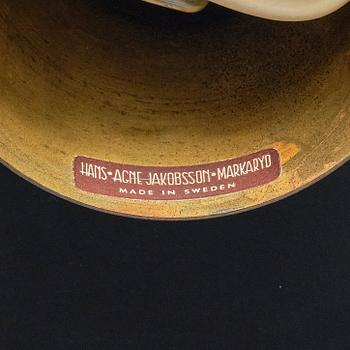 HANS-AGNE JAKOBSSON-MARKARYD
MADE IN SWEDEN